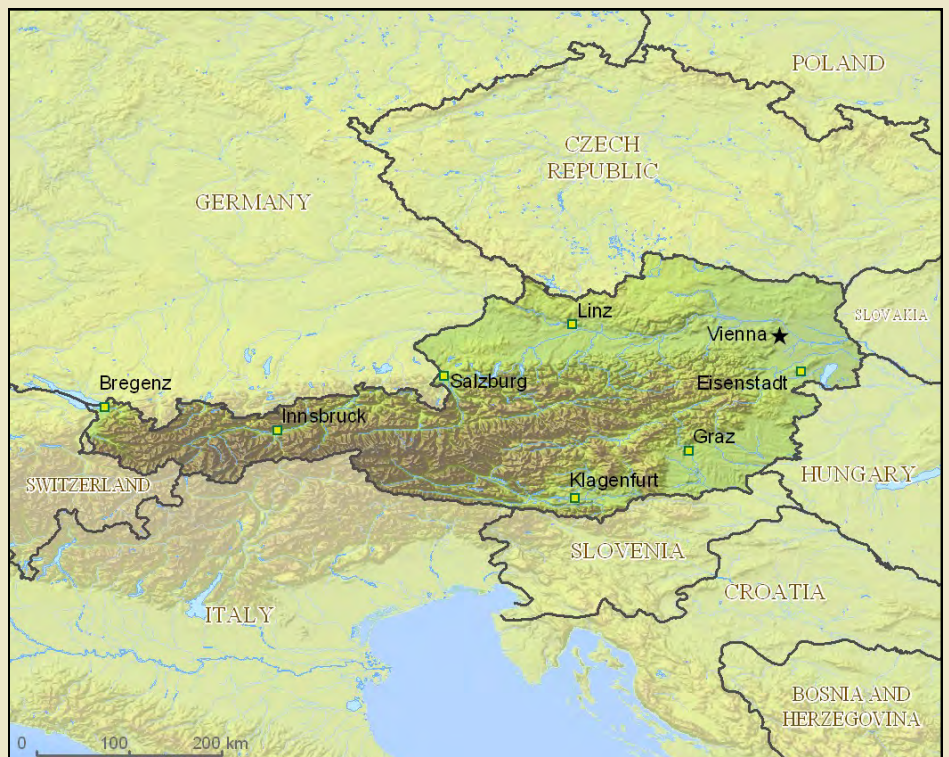 POLAND
CZECH
REPUBLIC
GERMANY
Linz
SLOVAKIA
Vienna
Bregenz
Salzburg
Eisenstadt
Innsbruck
Graz
SWITZERLAND
Klagenfurt
HUNGARY
SLOVENIA
CROATIA
ITALY
BOSNIA AND
HERZEGOVINA
0 100 200 km